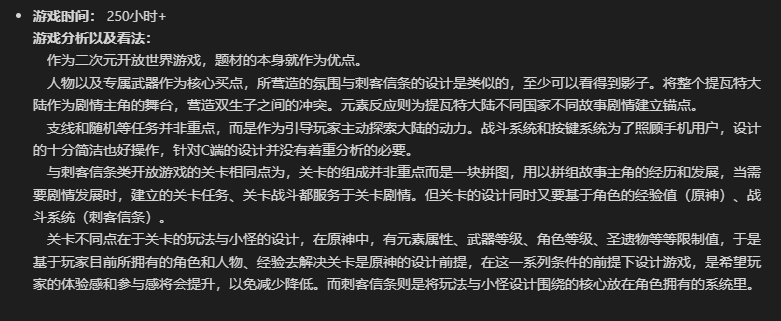 游戏时间： 250小时+
游戏分析以及看法：
作为二次元开放世界游戏，题材的本身就作为优点。
人物以及专属武器作为核心买点，所营造的氛围与刺客信条的设计是类似的，至少可以看得到影子。将整个提瓦特大
陆作为剧情主角的舞台，营造双生子之间的冲突。元素反应则为提瓦特大陆不同国家不同故事剧情建立锚点。
支线和随机等任务并非重点，而是作为引导玩家主动探索大陆的动力。战斗系统和按键系统为了照顾手机用户，设计
的十分简洁也好操作，针对C端的设计并没有着重分析的必要。
与刺客信条类开放游戏的关卡相同点为，关卡的组成并非重点而是一块拼图，用以拼组故事主角的经历和发展，当需
要剧情发展时，建立的关卡任务、关卡战斗都服务于关卡剧情。但关卡的设计同时又要基于角色的经验值（原神）、战
斗系统（刺客信条）。
关卡不同点在于关卡的玩法与小怪的设计，在原神中，有元素属性、武器等级、角色等级、圣遗物等等限制值，于是
基于玩家目前所拥有的角色和人物、经验去解决关卡是原神的设计前提，在这一系列条件的前提下设计游戏，是希望玩
家的体验感和参与感将会提升，以免减少降低。而刺客信条则是将玩法与小怪设计围绕的核心放在角色拥有的系统里。